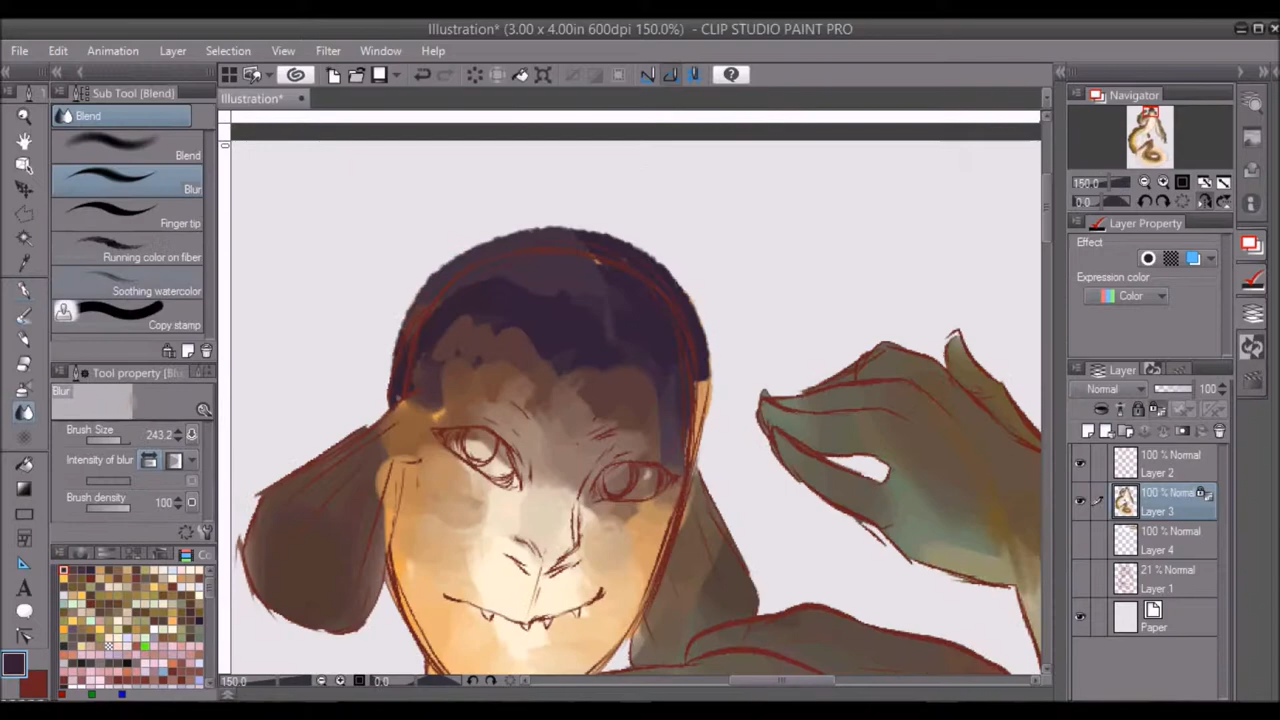 Illustration* (3.00 x 4.00in 600dpi 150.0%) - CLIP STUDIO PAINT PRO
File Edit Animation Layer Selection View Filter Window Help
Sub Tool (Blend)
Illustration*
Navigator
Blend
Blend
Blur
Finger tip
Running color on fiber
Soothing watercolor
Copy stamp
150.0
0.0
Layer Property
Effect
Expression color
Color
Tool property (Blu
Blur
Brush Size 243.2
Intensity of blur
Brush density 100
Layer
Normal 100
100 % Normal
Layer 2
100 % Norma
Layer 3
100 % Normal
Layer 4
21 % Normal
Layer 1
Paper
Co
150.0 0.0